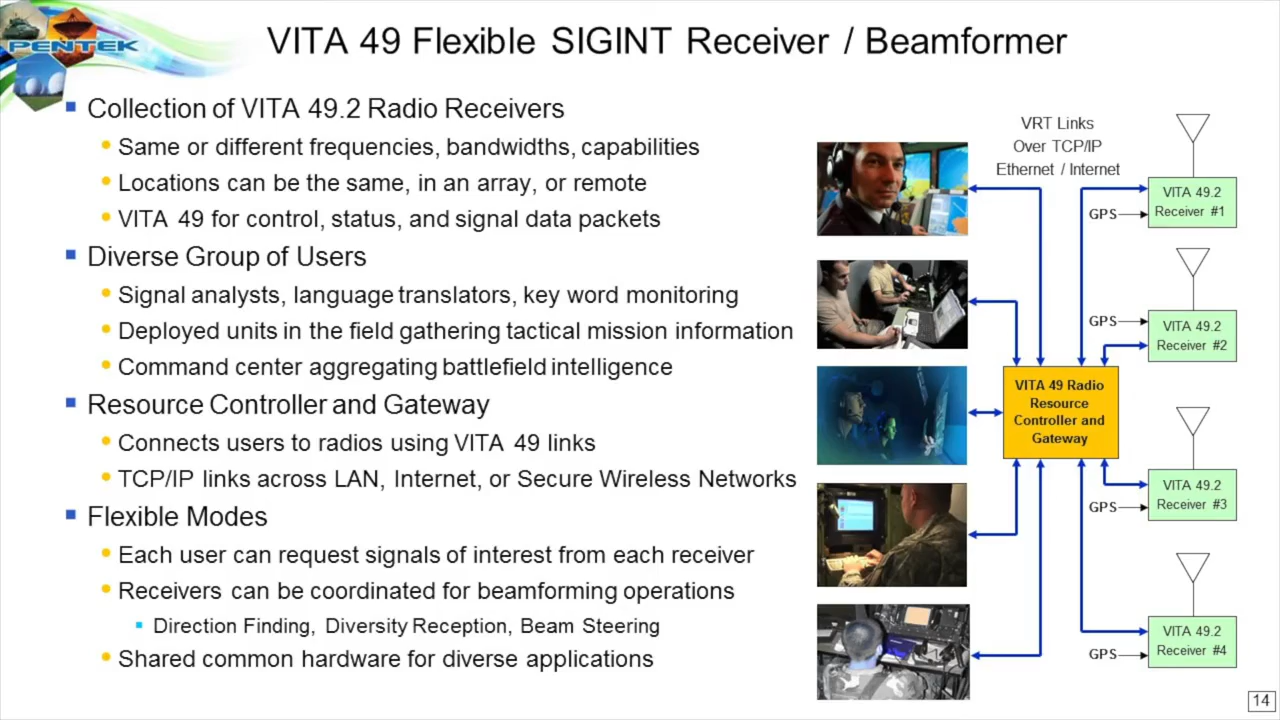 PENTEK
VITA 49 Flexible SIGINT Receiver / Beamformer
Collection of VITA 49.2 Radio Receivers
Same or different frequencies, bandwidths, capabilities
Locations can be the same, in an array, or remote
VITA 49 for control, status, and signal data packets
Diverse Group of Users
Signal analysts, language translators, key word monitoring
Deployed units in the field gathering tactical mission information
Command center aggregating battlefield intelligence
Resource Controller and Gateway
Connects users to radios using VITA 49 links
TCP/IP links across LAN, Internet, or Secure Wireless Networks
Flexible Modes
Each user can request signals of interest from each receiver
Receivers can be coordinated for beamforming operations
Direction Finding, Diversity Reception, Beam Steering
Shared common hardware for diverse applications
VRT Links
Over TCP/IP
Ethernet / Internet
VITA 49.2
Receiver #1
GPS
GPS
VITA 49.2
Receiver #2
VITA 49 Radio
Resource
Controller and
Gateway
VITA 49.2
Receiver #3
GPS
VITA 49.2
Receiver #4
GPS
14